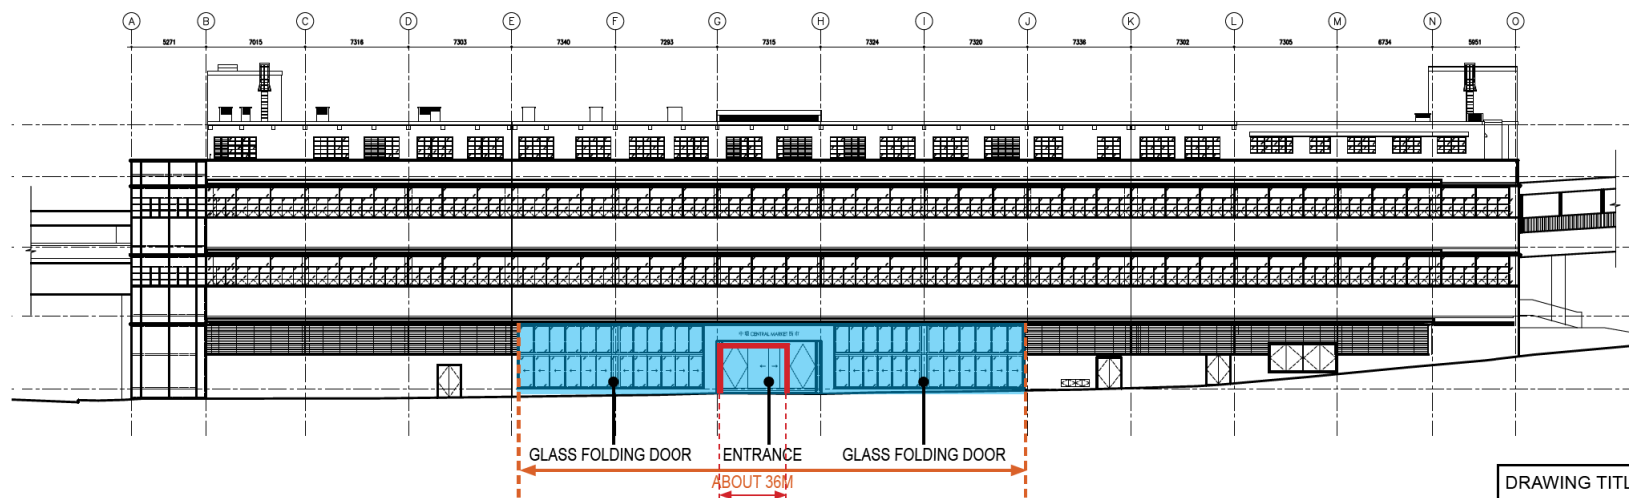 A B C D E F G H I J K L M N O
5271 7015 7316 7303 7340 7293 7315 7324 7320 7336 7302 7305 6734 5951
CENTRAL MARKET
GLASS FOLDING DOOR ENTRANCE GLASS FOLDING DOOR
ABOUT 36M
DRAWING TITL